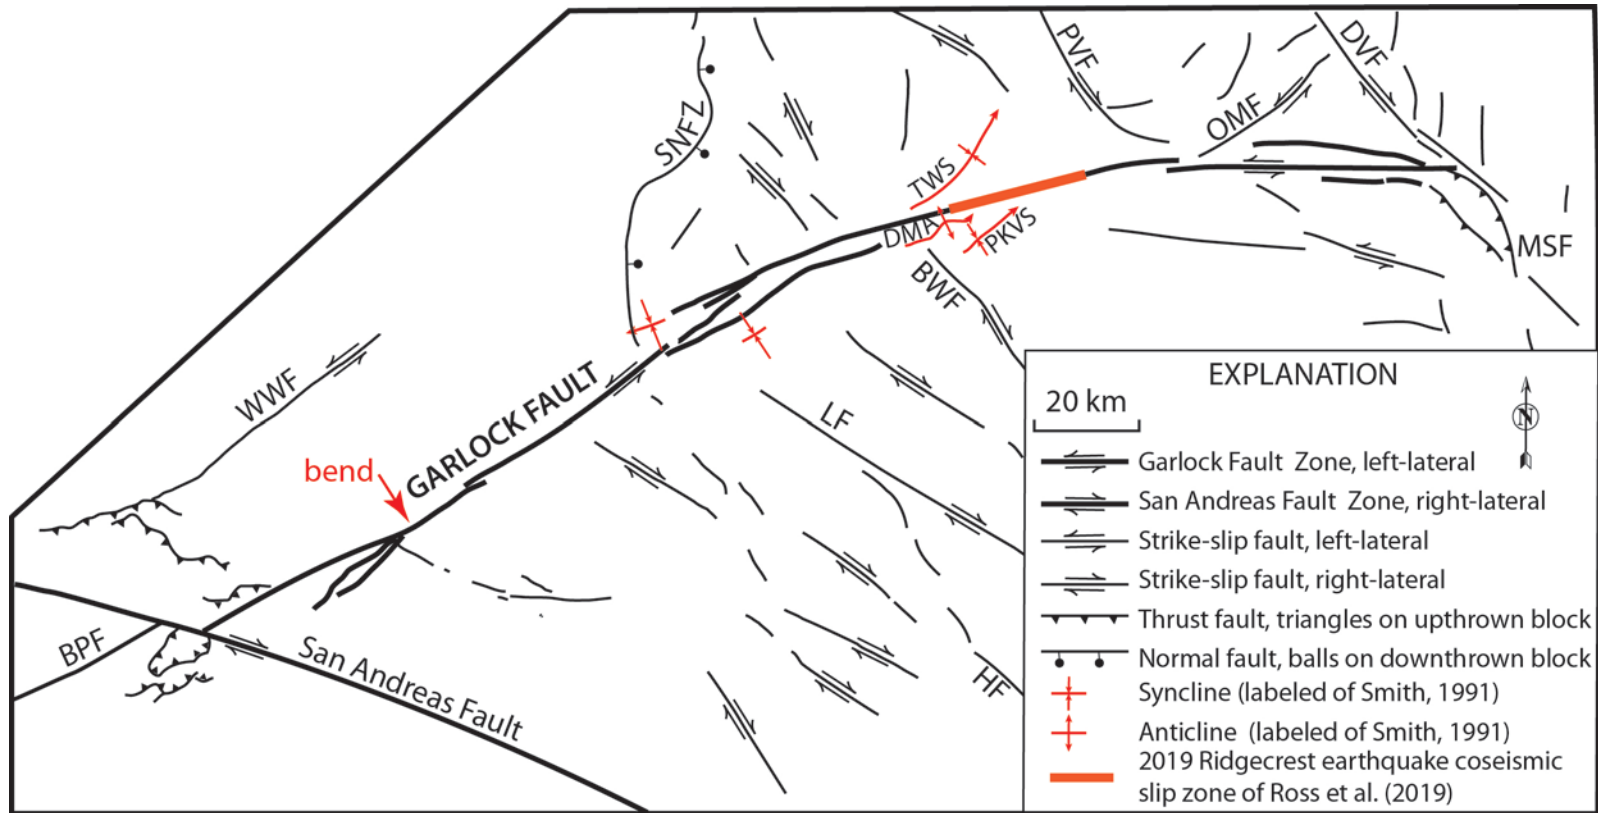 PVF
DVF
SNFZ
OMF
TWS
DMA
PKVS
MSF
BWF
WWF
GARLOCK FAULT
LF
bend
BPF
San Andreas Fault
HF
EXPLANATION
20 km
N
Garlock Fault Zone, left-lateral
San Andreas Fault Zone, right-lateral
Strike-slip fault, left-lateral
Strike-slip fault, right-lateral
Thrust fault, triangles on upthrown block
Normal fault, balls on downthrown block
Syncline (labeled of Smith, 1991)
Anticline (labeled of Smith, 1991)
2019 Ridgecrest earthquake coseismic
slip zone of Ross et al. (2019)